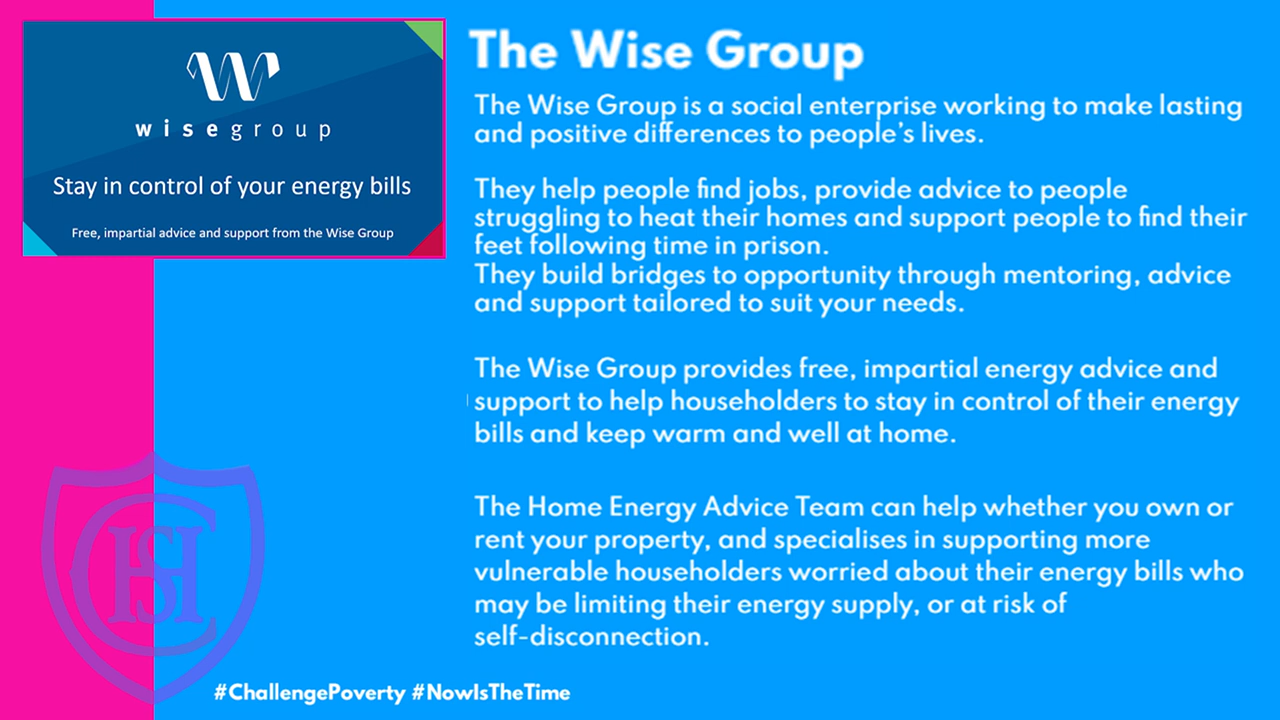 wisegroup
Stay in control of your energy bills
Free, impartial advice and support from the Wise Group
The Wise Group
The Wise Group is a social enterprise working to make lasting
and positive differences to people's lives.
They help people find jobs, provide advice to people
struggling to heat their homes and support people to find their
feet following time in prison.
They build bridges to opportunity through mentoring, advice
and support tailored to suit your needs.
The Wise Group provides free, impartial energy advice and
support to help householders to stay in control of their energy
bills and keep warm and well at home.
The Home Energy Advice Team can help whether you own or
rent your property, and specialises in supporting more
vulnerable householders worried about their energy bills who
may be limiting their energy supply, or at risk of
self-disconnection.
#ChallengePoverty #NowIsTheTime